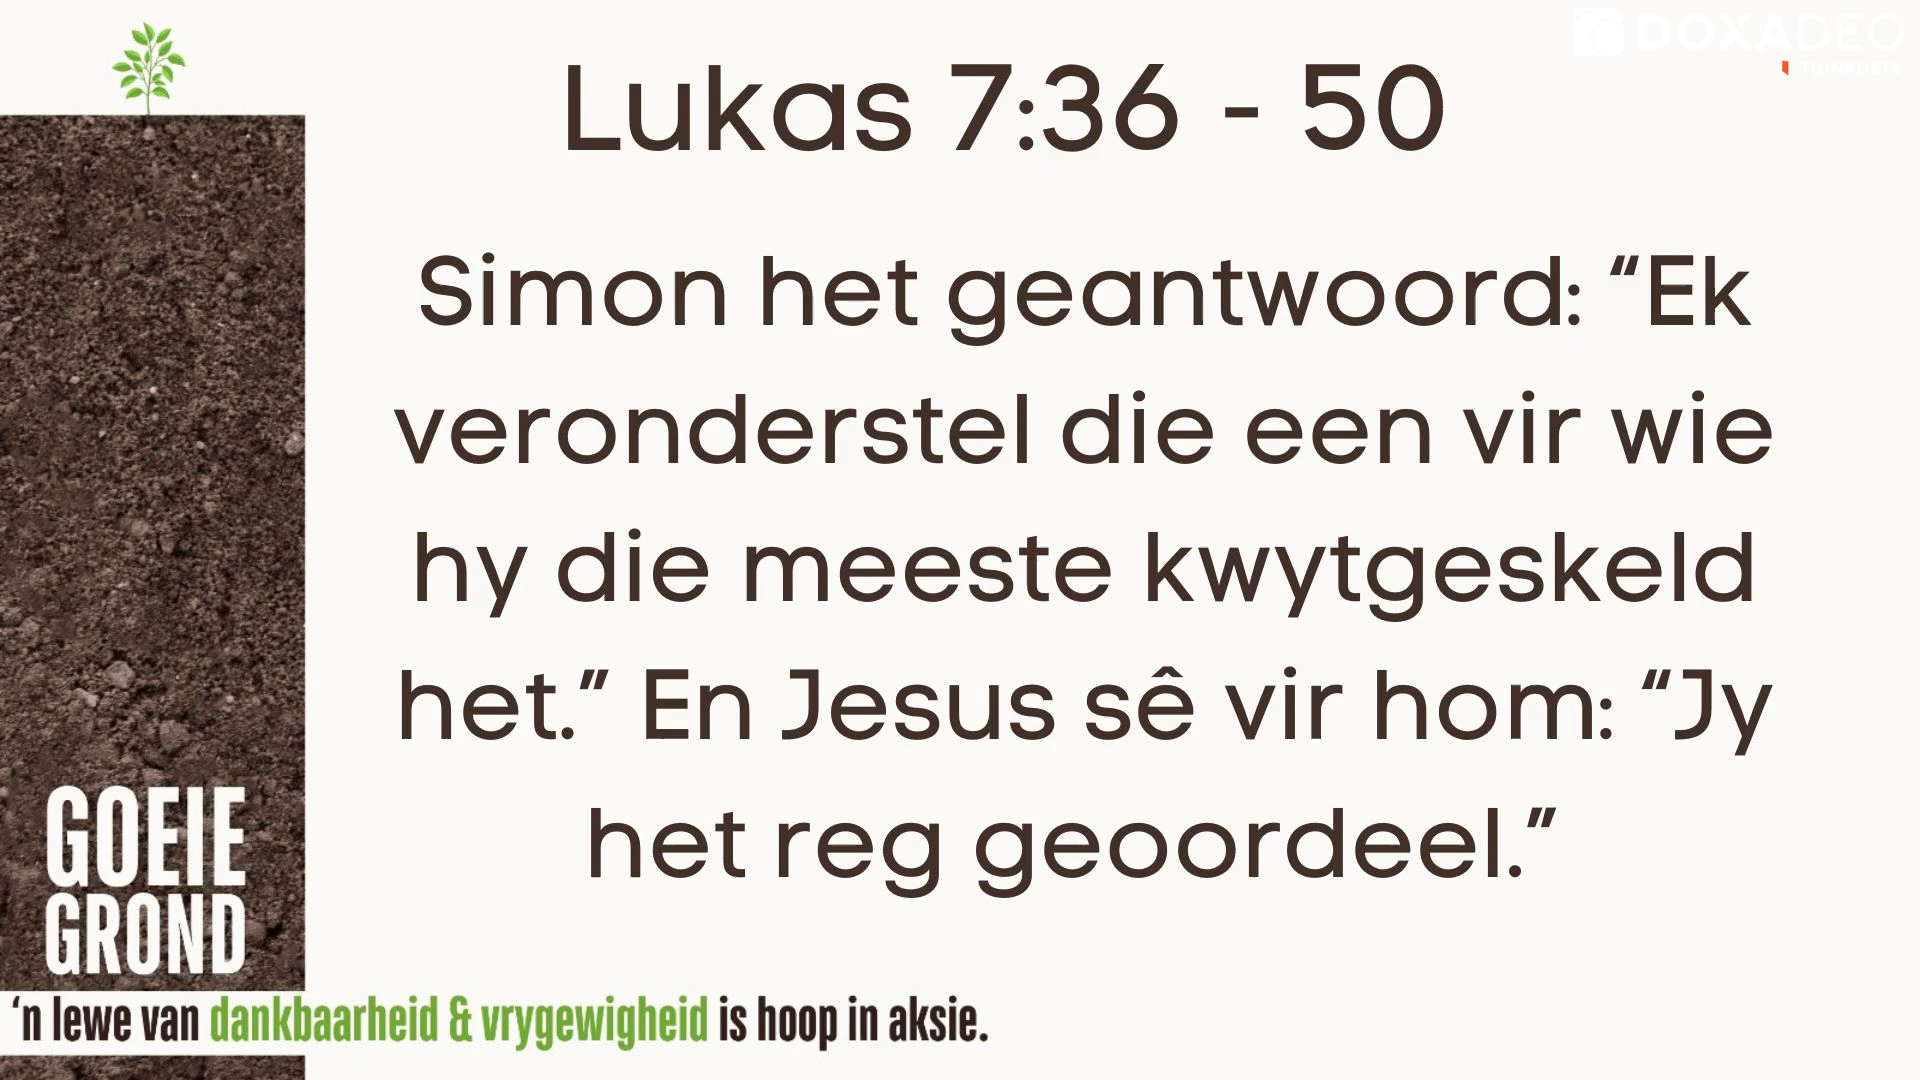 DOXADEO
TUINROETE
Lukas 7:36 - 50
Simon het geantwoord: “Ek
veronderstel die een vir wie
hy die meeste kwytgeskeld
het.” En Jesus sê vir hom: “Jy
het reg geoordeel.”
GOEIE
GROND
‘n lewe van dankbaarheid & vrygewigheid is hoop in aksie.